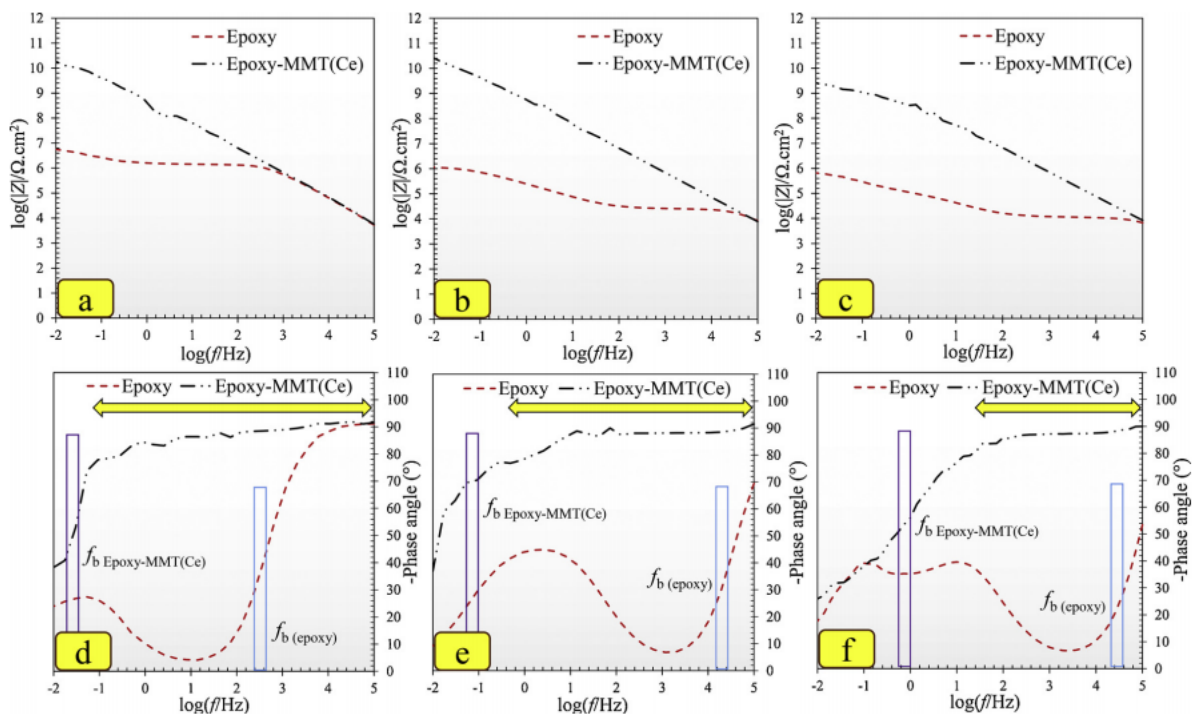 12
11
10
9
8
7
6
5
4
3
2
1
0
log(|Z|/Ω.cm²)
Epoxy
Epoxy-MMT(Ce)
a
-2 -1 0 1 2 3 4 5
log(f/Hz)
12
11
10
9
8
7
6
5
4
3
2
1
0
log(|Z|/Ω.cm²)
Epoxy
Epoxy-MMT(Ce)
b
-2 -1 0 1 2 3 4 5
log(f/Hz)
12
11
10
9
8
7
6
5
4
3
2
1
0
log(|Z|/Ω.cm²)
Epoxy
Epoxy-MMT(Ce)
c
-2 -1 0 1 2 3 4 5
log(f/Hz)
Epoxy Epoxy-MMT(Ce)
110
100
90
80
70
60
50
40
30
20
10
0
-Phase angle (°)
fb Epoxy-MMT(Ce)
fb (epoxy)
d
-2 -1 0 1 2 3 4 5
log(f/Hz)
Epoxy Epoxy-MMT(Ce)
110
100
90
80
70
60
50
40
30
20
10
0
-Phase angle (°)
fb Epoxy-MMT(Ce)
fb (epoxy)
e
-2 -1 0 1 2 3 4 5
log(f/Hz)
Epoxy Epoxy-MMT(Ce)
110
100
90
80
70
60
50
40
30
20
10
0
-Phase angle (°)
fb Epoxy-MMT(Ce)
fb (epoxy)
f
-2 -1 0 1 2 3 4 5
log(f/Hz)